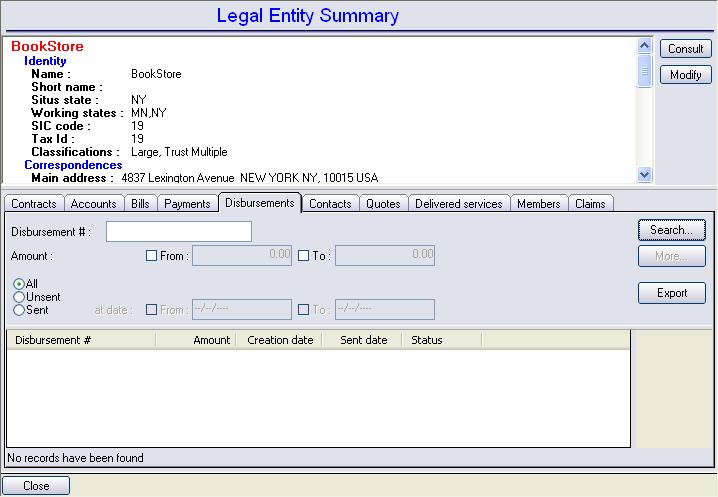 Legal Entity Summary
BookStore
Identity
Name : BookStore
Short name :
Situs state : NY
Working states : MN,NY
SIC code : 19
Tax Id : 19
Classifications : Large, Trust Multiple
Correspondences
Main address : 4837 Lexington Avenue NEW YORK NY, 10015 USA
Consult
Modify
Contracts Accounts Bills Payments Disbursements Contacts Quotes Delivered services Members Claims
Disbursement # :
Search...
Amount : From : 0.00 To : 0.00
More...
All
Unsent
Export
Sent at date : From : --/--/---- To : --/--/----
Disbursement # Amount Creation date Sent date Status
No records have been found
Close